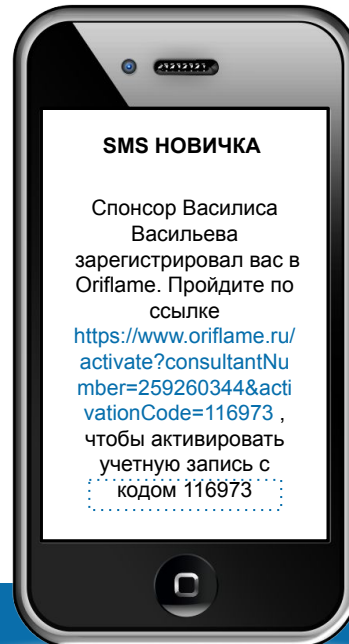 SMS НОВИЧКА
Спонсор Василиса
Васильева
зарегистрировал вас в
Oriflame. Пройдите по
ссылке
https://www.oriflame.ru/
activate?consultantNu
mber=259260344&acti
vationCode=116973 ,
чтобы активировать
учетную запись с
кодом 116973